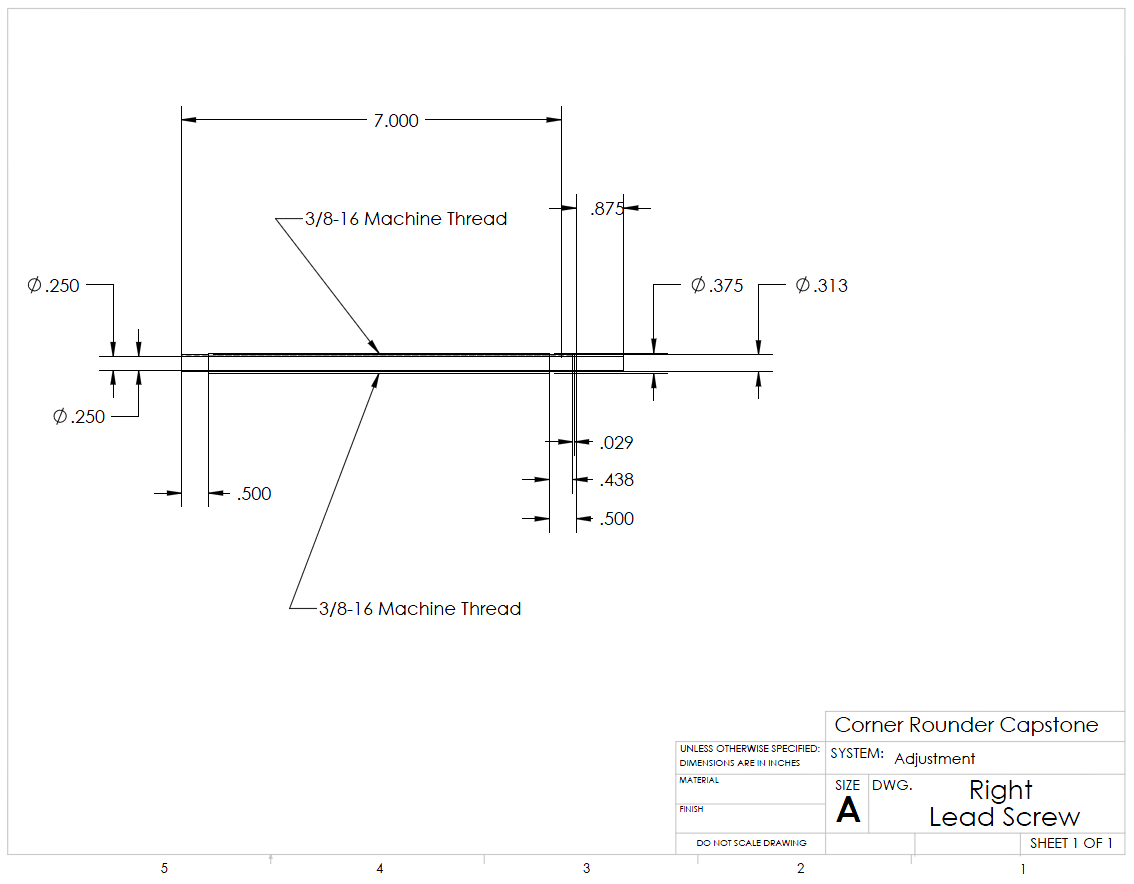 7.000
.875
3/8-16 Machine Thread
∅.250
∅.375
∅.313
∅.250
.029
.438
.500
.500
3/8-16 Machine Thread
Corner Rounder Capstone
UNLESS OTHERWISE SPECIFIED:
DIMENSIONS ARE IN INCHES
SYSTEM: Adjustment
MATERIAL
FINISH
SIZE
A
DWG.
Right
Lead Screw
DO NOT SCALE DRAWING
SHEET 1 OF 1
5 4 3 2 1